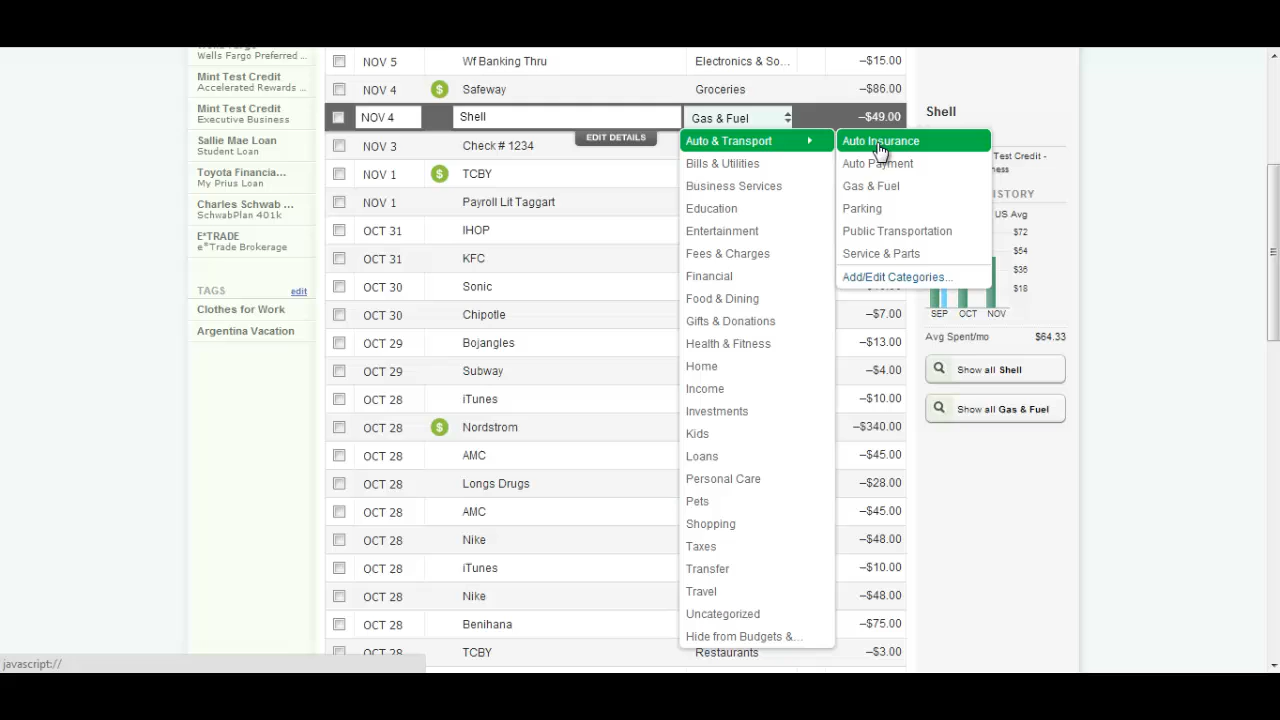 Wells Fargo Preferred ...
Mint Test Credit
Accelerated Rewards ...
Mint Test Credit
Executive Business
Sallie Mae Loan
Student Loan
Toyota Financia...
My Prius Loan
Charles Schwab ...
SchwabPlan 401k
E*TRADE
e*Trade Brokerage
TAGS edit
Clothes for Work
Argentina Vacation
NOV 5 Wf Banking Thru Electronics & So... –$15.00
NOV 4 $ Safeway Groceries –$86.00
NOV 4 Shell Gas & Fuel –$49.00
EDIT DETAILS
NOV 3 Check # 1234
NOV 1 $ TCBY
NOV 1 Payroll Lit Taggart
OCT 31 IHOP
OCT 31 KFC
OCT 30 Sonic
OCT 30 Chipotle –$7.00
OCT 29 Bojangles –$13.00
OCT 29 Subway –$4.00
OCT 28 iTunes –$10.00
OCT 28 $ Nordstrom –$340.00
OCT 28 AMC –$45.00
OCT 28 Longs Drugs –$28.00
OCT 28 AMC –$45.00
OCT 28 Nike –$48.00
OCT 28 iTunes –$10.00
OCT 28 Nike –$48.00
OCT 28 Benihana –$75.00
OCT 28 TCBY Restaurants –$3.00
Auto & Transport
Bills & Utilities
Business Services
Education
Entertainment
Fees & Charges
Financial
Food & Dining
Gifts & Donations
Health & Fitness
Home
Income
Investments
Kids
Loans
Personal Care
Pets
Shopping
Taxes
Transfer
Travel
Uncategorized
Hide from Budgets &...
Auto Insurance
Auto Payment
Gas & Fuel
Parking
Public Transportation
Service & Parts
Add/Edit Categories...
Shell
Test Credit -
ness
ISTORY
US Avg
$72
$54
$36
$18
SEP OCT NOV
Avg Spent/mo $64.33
Show all Shell
Show all Gas & Fuel
javascript://